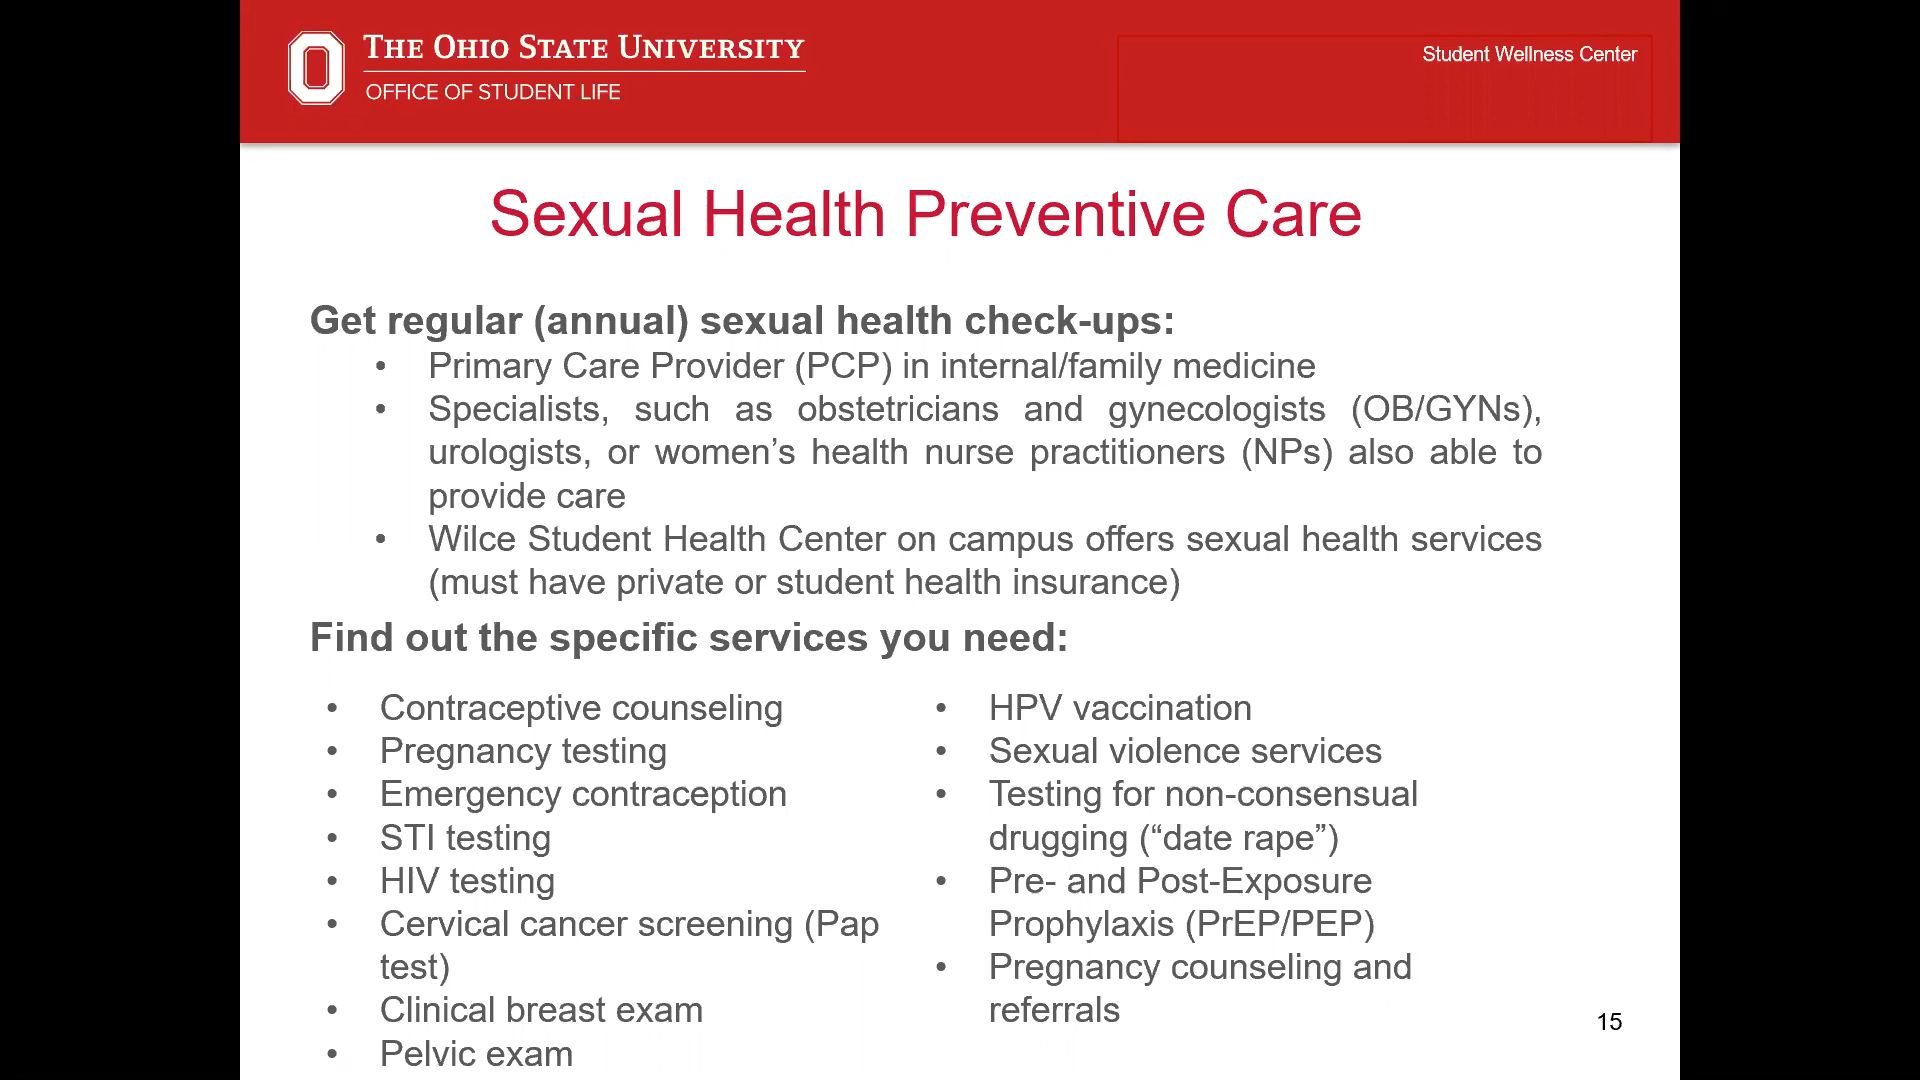 THE OHIO STATE UNIVERSITY
OFFICE OF STUDENT LIFE
Student Wellness Center
Sexual Health Preventive Care
Get regular (annual) sexual health check-ups:
• Primary Care Provider (PCP) in internal/family medicine
• Specialists, such as obstetricians and gynecologists (OB/GYNs),
urologists, or women’s health nurse practitioners (NPs) also able to
provide care
• Wilce Student Health Center on campus offers sexual health services
(must have private or student health insurance)
Find out the specific services you need:
• Contraceptive counseling
• Pregnancy testing
• Emergency contraception
• STI testing
• HIV testing
• Cervical cancer screening (Pap
test)
• Clinical breast exam
• Pelvic exam
• HPV vaccination
• Sexual violence services
• Testing for non-consensual
drugging (“date rape”)
• Pre- and Post-Exposure
Prophylaxis (PrEP/PEP)
• Pregnancy counseling and
referrals
15